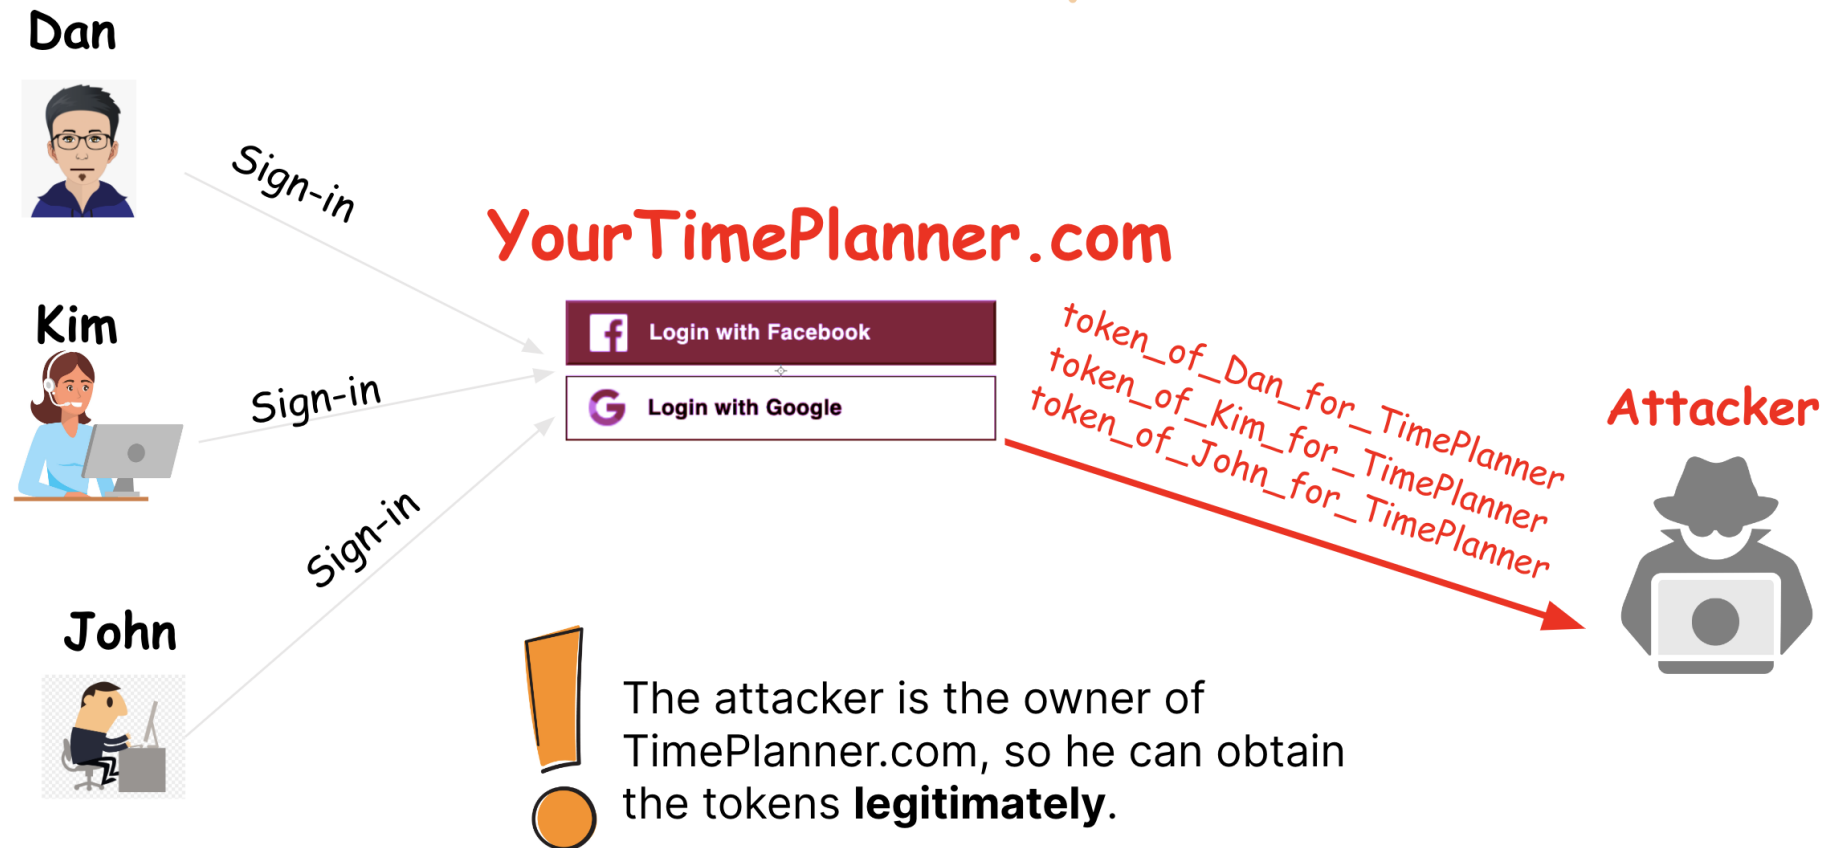 Dan
Sign-in
YourTimePlanner.com
Kim
Sign-in
Login with Facebook
Login with Google
token_of_Dan_for_TimePlanner
token_of_Kim_for_TimePlanner
token_of_John_for_TimePlanner
Attacker
Sign-in
John
The attacker is the owner of
TimePlanner.com, so he can obtain
the tokens legitimately.